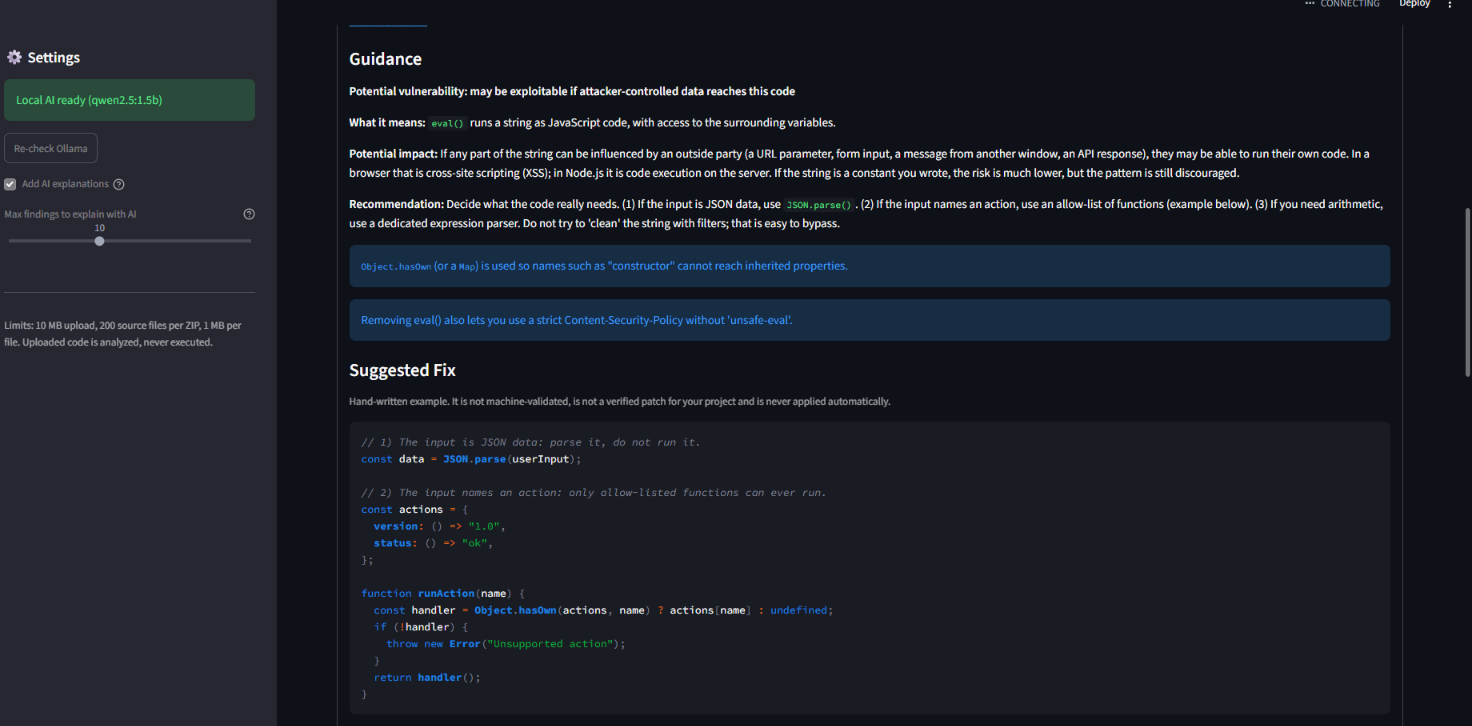 CONNECTING
Deploy
Settings
Local AI ready (qwen2.5:1.5b)
Re-check Ollama
Add AI explanations
Max findings to explain with AI
10
Limits: 10 MB upload, 200 source files per ZIP, 1 MB per
file. Uploaded code is analyzed, never executed.
Guidance
Potential vulnerability: may be exploitable if attacker-controlled data reaches this code
What it means: eval() runs a string as JavaScript code, with access to the surrounding variables.
Potential impact: If any part of the string can be influenced by an outside party (a URL parameter, form input, a message from another window, an API response), they may be able to run their own code. In a
browser that is cross-site scripting (XSS); in Node.js it is code execution on the server. If the string is a constant you wrote, the risk is much lower, but the pattern is still discouraged.
Recommendation: Decide what the code really needs. (1) If the input is JSON data, use JSON.parse() . (2) If the input names an action, use an allow-list of functions (example below). (3) If you need arithmetic,
use a dedicated expression parser. Do not try to 'clean' the string with filters; that is easy to bypass.
Object.hasOwn (or a Map) is used so names such as "constructor" cannot reach inherited properties.
Removing eval() also lets you use a strict Content-Security-Policy without 'unsafe-eval'.
Suggested Fix
Hand-written example. It is not machine-validated, is not a verified patch for your project and is never applied automatically.
// 1) The input is JSON data: parse it, do not run it.
const data = JSON.parse(userInput);
// 2) The input names an action: only allow-listed functions can ever run.
const actions = {
  version: () => "1.0",
  status: () => "ok",
};
function runAction(name) {
  const handler = Object.hasOwn(actions, name) ? actions[name] : undefined;
  if (!handler) {
    throw new Error("Unsupported action");
  }
  return handler();
}